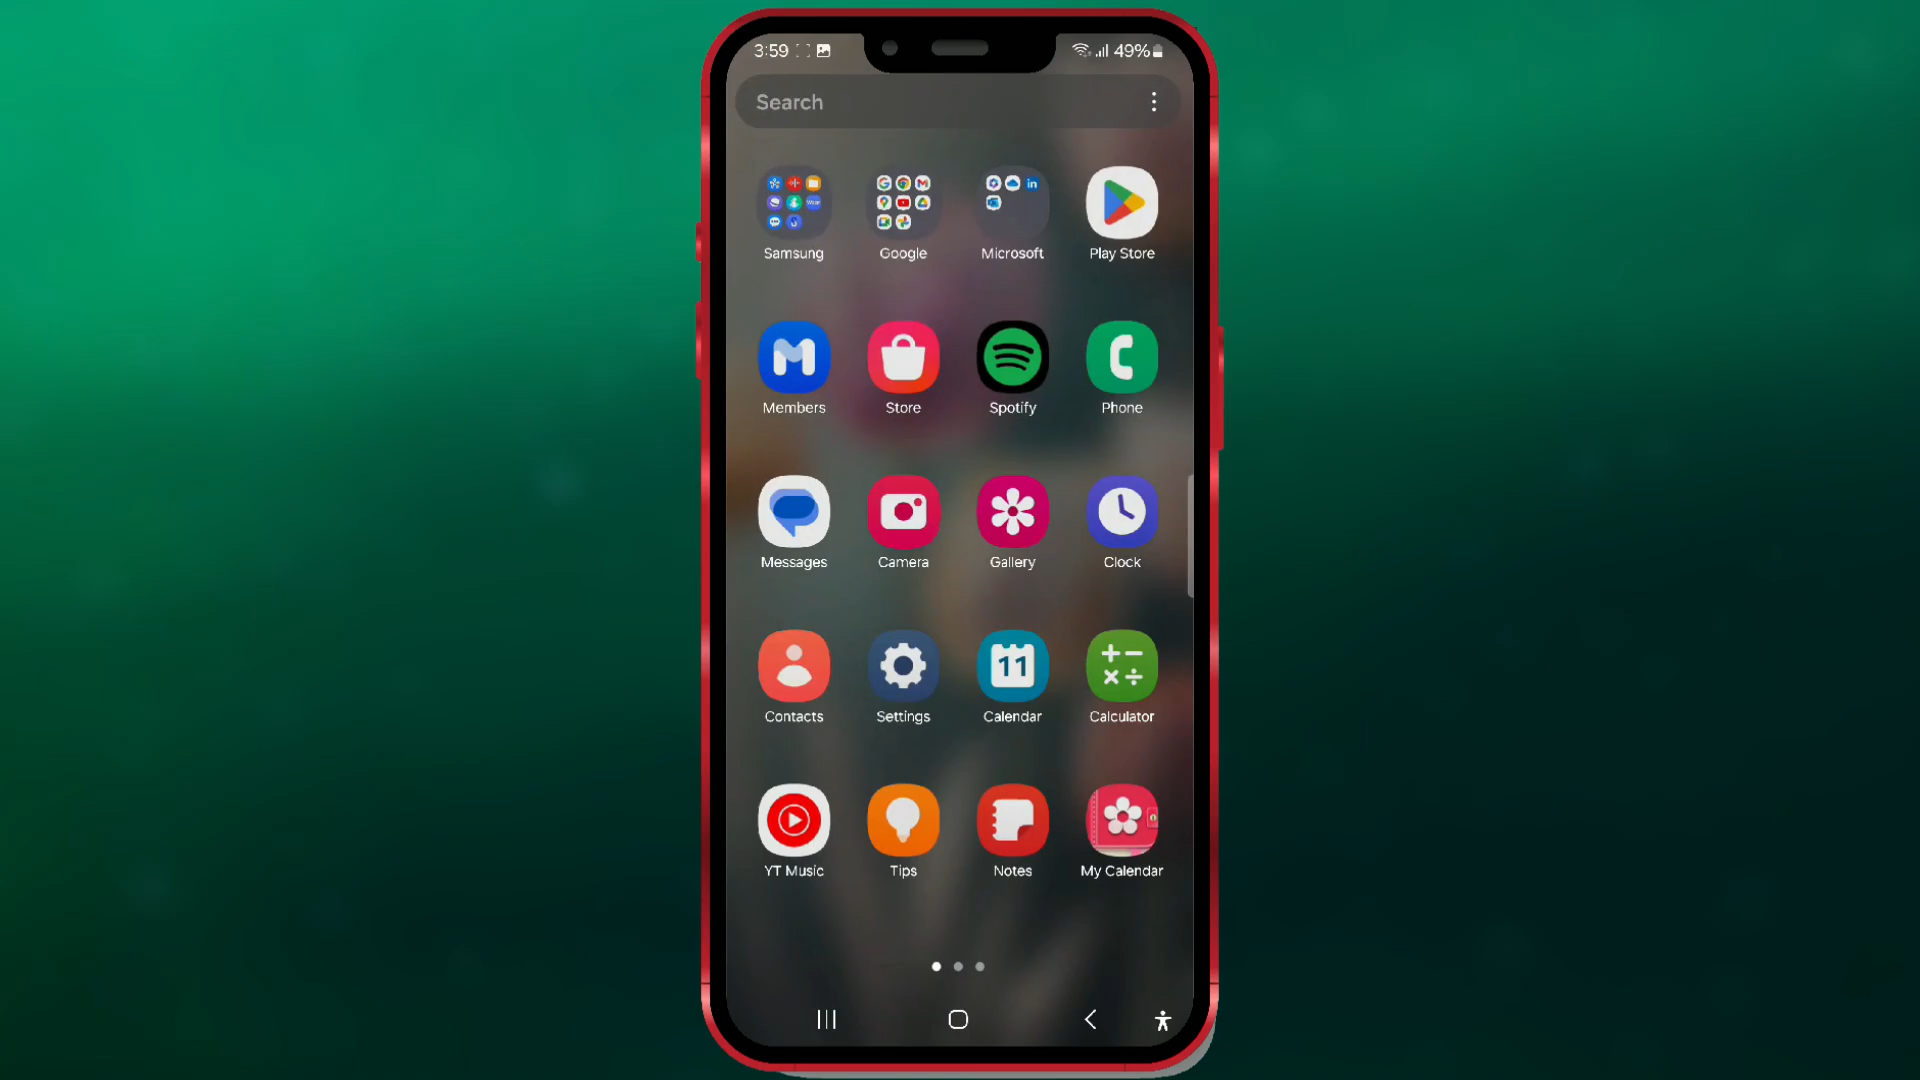 3:59 49%
Search
Samsung Google Microsoft Play Store
Members Store Spotify Phone
Messages Camera Gallery Clock
11
Contacts Settings Calendar Calculator
YT Music Tips Notes My Calendar